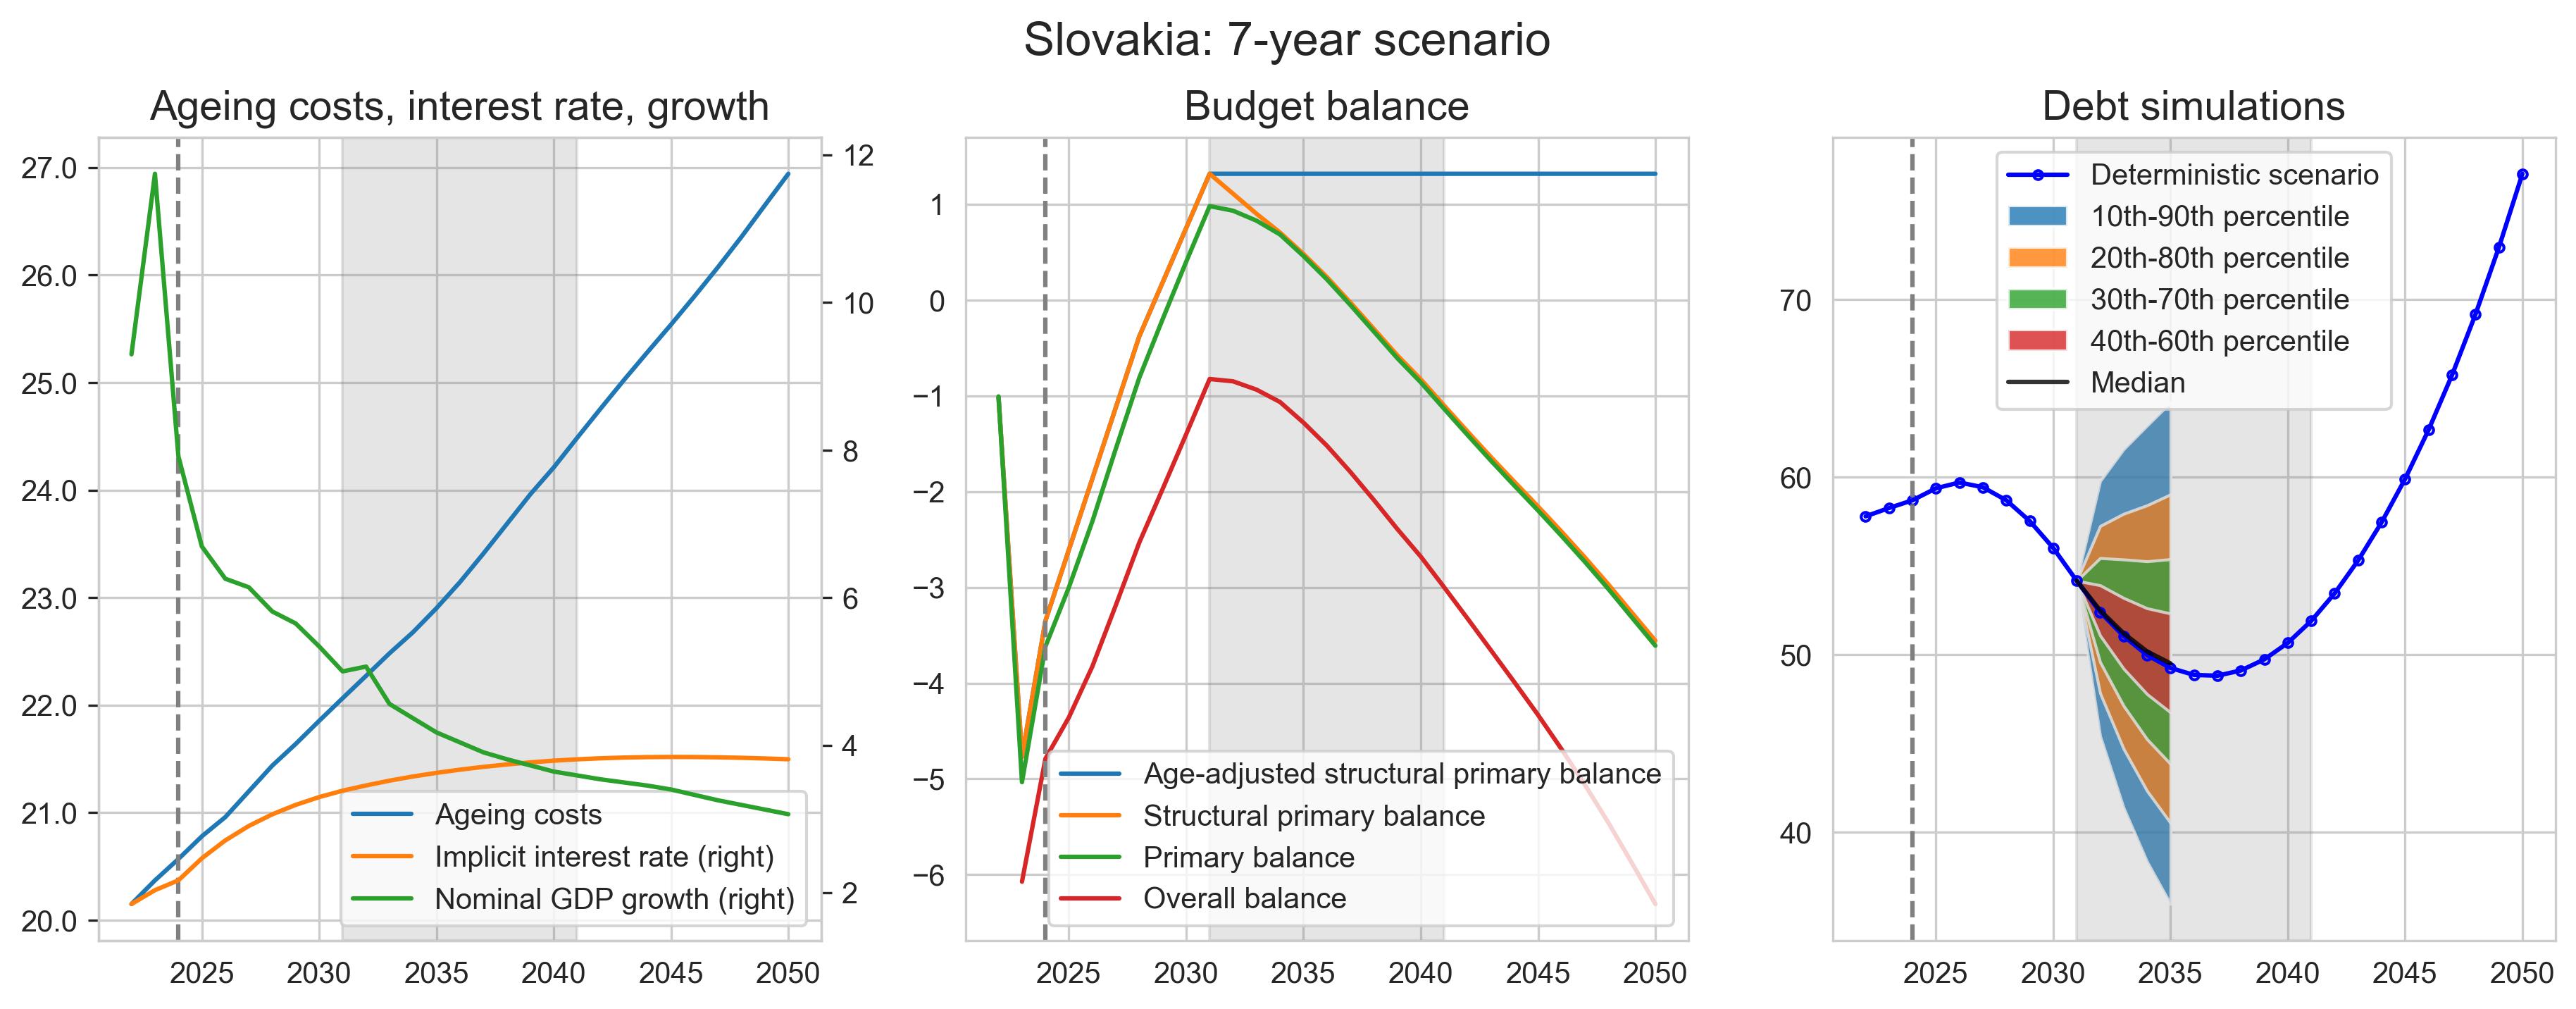 Slovakia: 7-year scenario
Ageing costs, interest rate, growth
27.0
26.0
25.0
24.0
23.0
22.0
21.0
20.0
12
10
8
6
4
2
2025 2030 2035 2040 2045 2050
Ageing costs
Implicit interest rate (right)
Nominal GDP growth (right)
Budget balance
1
0
−1
−2
−3
−4
−5
−6
2025 2030 2035 2040 2045 2050
Age-adjusted structural primary balance
Structural primary balance
Primary balance
Overall balance
Debt simulations
70
60
50
40
2025 2030 2035 2040 2045 2050
Deterministic scenario
10th-90th percentile
20th-80th percentile
30th-70th percentile
40th-60th percentile
Median